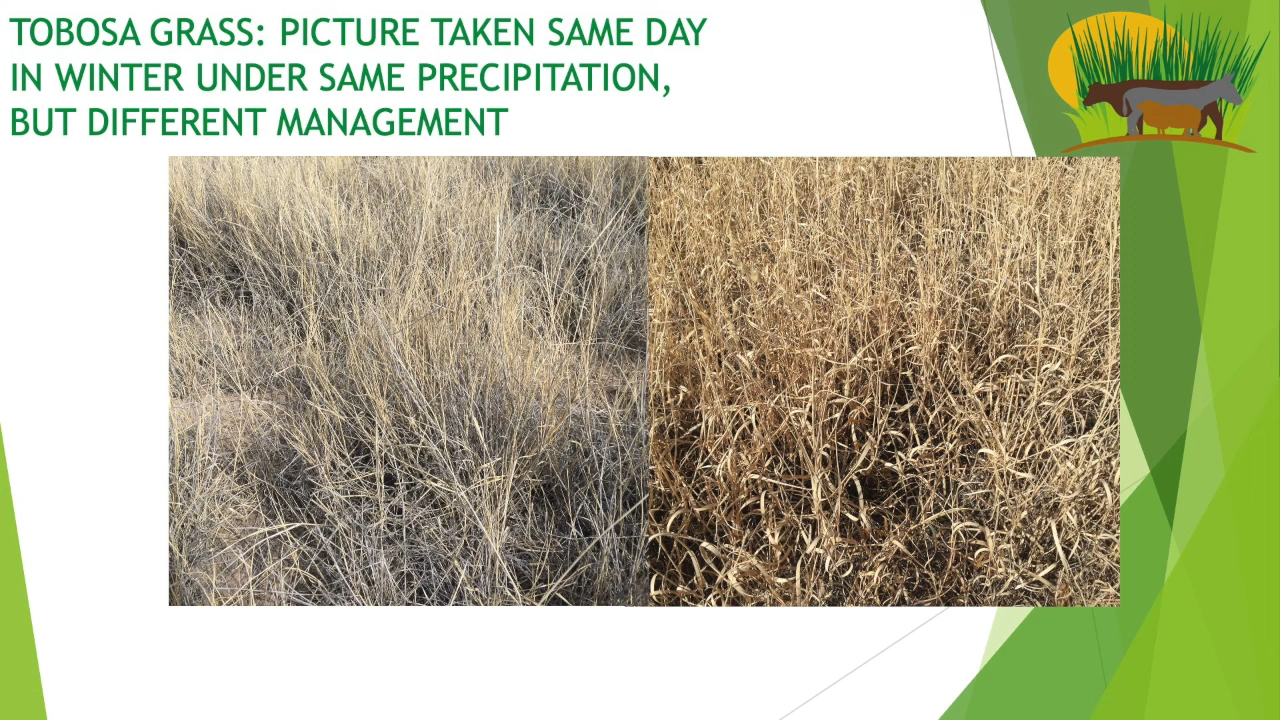 TOBOSA GRASS: PICTURE TAKEN SAME DAY
IN WINTER UNDER SAME PRECIPITATION,
BUT DIFFERENT MANAGEMENT